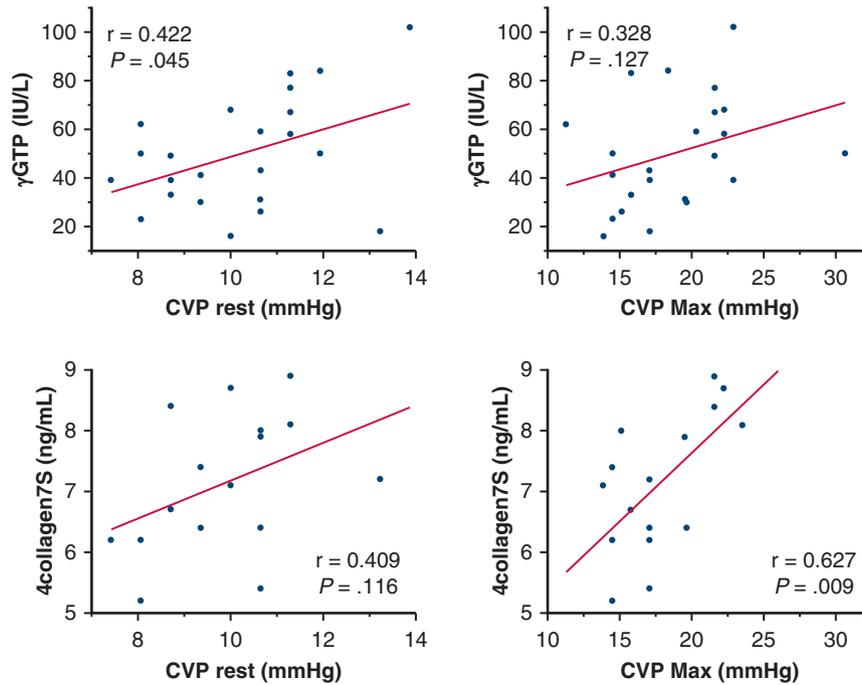 r = 0.422
P = .045
γGTP (IU/L)
100
80
60
40
20
8 10 12 14
CVP rest (mmHg)
r = 0.328
P = .127
γGTP (IU/L)
100
80
60
40
20
10 15 20 25 30
CVP Max (mmHg)
4collagen7S (ng/mL)
9
8
7
6
5
r = 0.409
P = .116
8 10 12 14
CVP rest (mmHg)
4collagen7S (ng/mL)
9
8
7
6
5
r = 0.627
P = .009
10 15 20 25 30
CVP Max (mmHg)